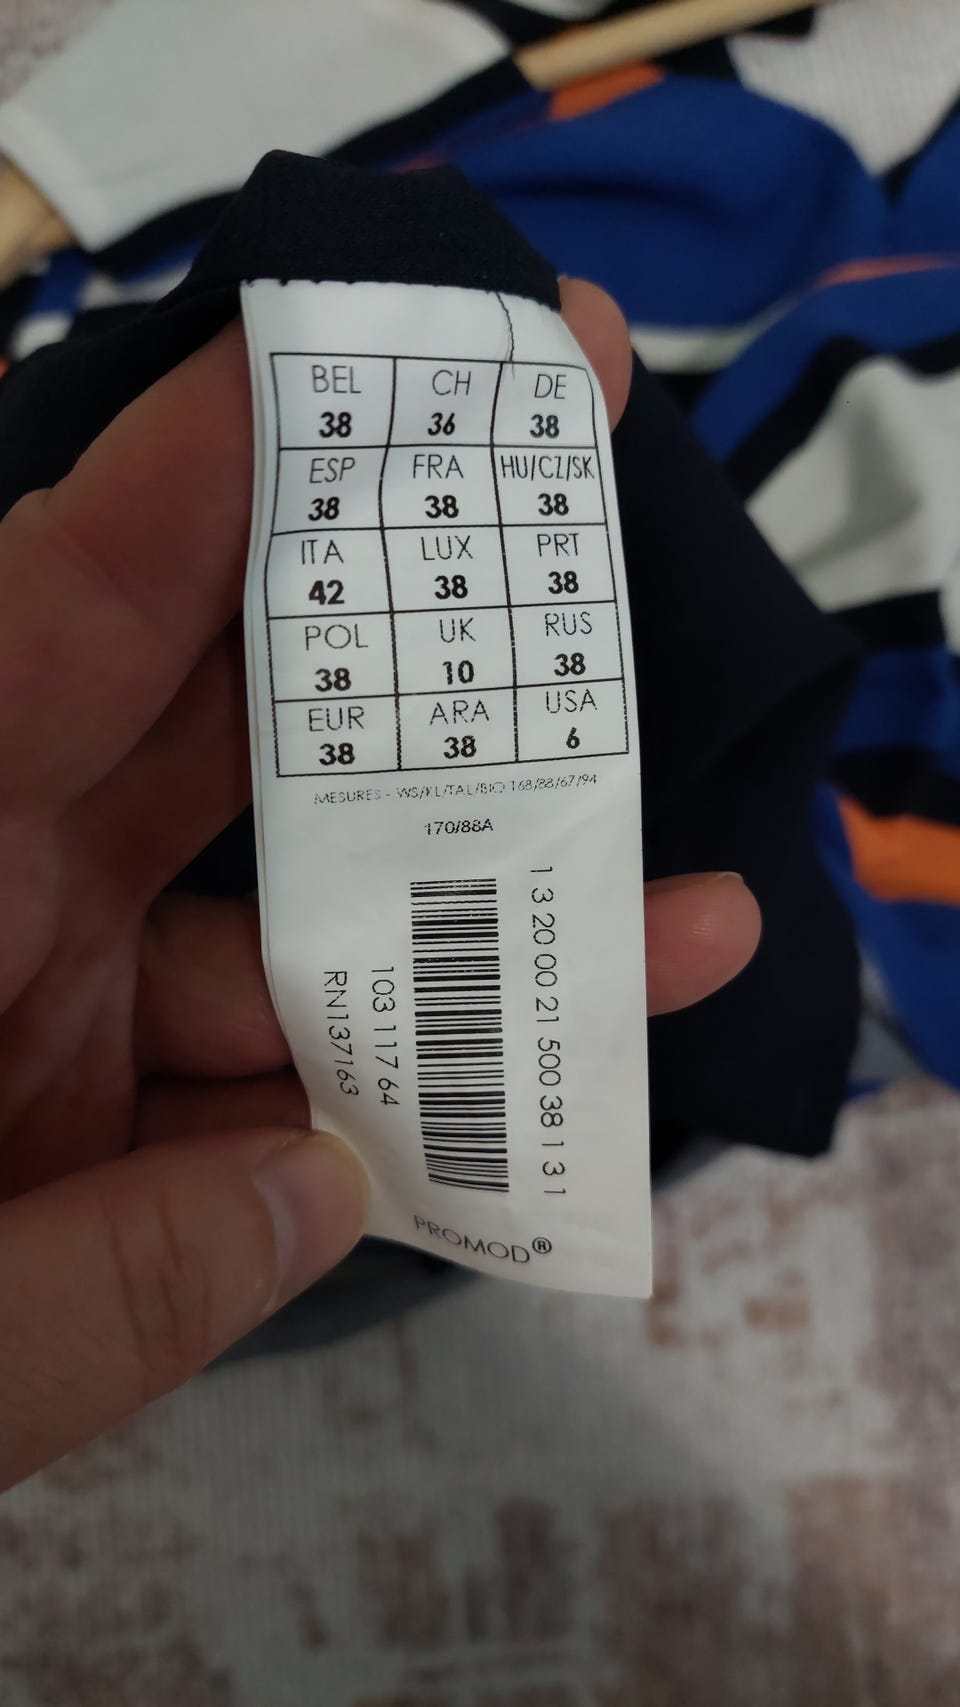 BEL CH DE
38 36 38
ESP FRA HU/CZ/SK
38 38 38
ITA LUX PRT
42 38 38
POL UK RUS
38 10 38
EUR ARA USA
38 38 6
MESURES - WS/KL/TAL/BIO 168/88/67/94
170/88A
1 3 20 00 21 500 38 1 3 1
103 117 64
RN137163
PROMOD®